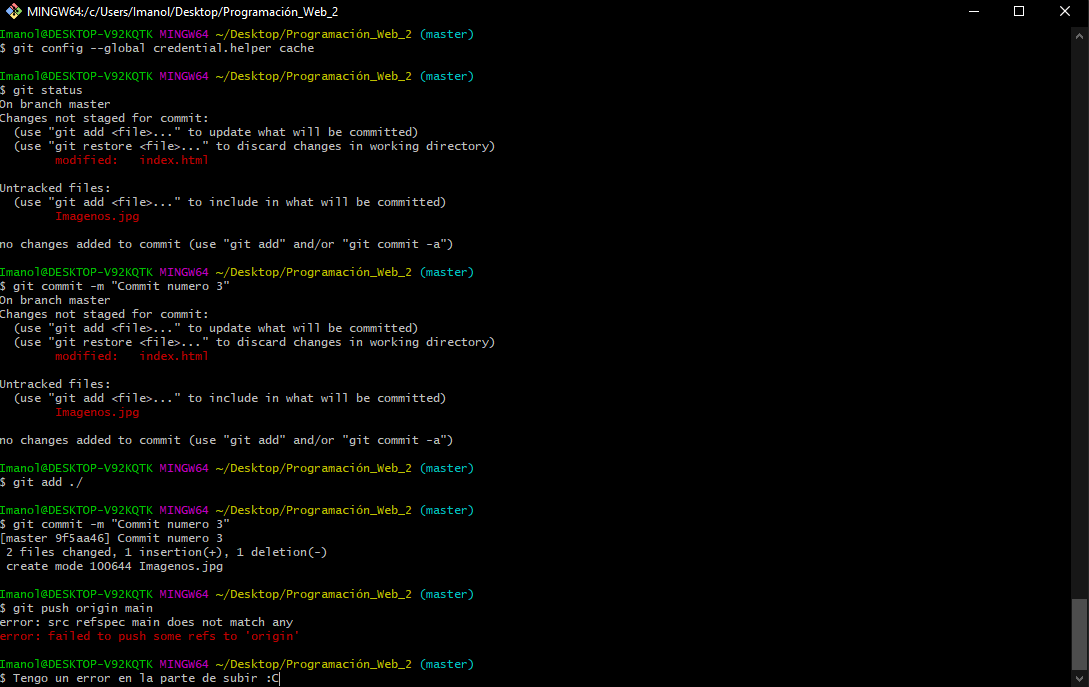 MINGW64:/c/Users/Imanol/Desktop/Programación_Web_2
Imanol@DESKTOP-V92KQTK MINGW64 ~/Desktop/Programación_Web_2 (master)
$ git config --global credential.helper cache
Imanol@DESKTOP-V92KQTK MINGW64 ~/Desktop/Programación_Web_2 (master)
$ git status
On branch master
Changes not staged for commit:
  (use "git add <file>..." to update what will be committed)
  (use "git restore <file>..." to discard changes in working directory)
        modified:   index.html
Untracked files:
  (use "git add <file>..." to include in what will be committed)
        Imagenos.jpg
no changes added to commit (use "git add" and/or "git commit -a")
Imanol@DESKTOP-V92KQTK MINGW64 ~/Desktop/Programación_Web_2 (master)
$ git commit -m "Commit numero 3"
On branch master
Changes not staged for commit:
  (use "git add <file>..." to update what will be committed)
  (use "git restore <file>..." to discard changes in working directory)
        modified:   index.html
Untracked files:
  (use "git add <file>..." to include in what will be committed)
        Imagenos.jpg
no changes added to commit (use "git add" and/or "git commit -a")
Imanol@DESKTOP-V92KQTK MINGW64 ~/Desktop/Programación_Web_2 (master)
$ git add ./
Imanol@DESKTOP-V92KQTK MINGW64 ~/Desktop/Programación_Web_2 (master)
$ git commit -m "Commit numero 3"
[master 9f5aa46] Commit numero 3
 2 files changed, 1 insertion(+), 1 deletion(-)
 create mode 100644 Imagenos.jpg
Imanol@DESKTOP-V92KQTK MINGW64 ~/Desktop/Programación_Web_2 (master)
$ git push origin main
error: src refspec main does not match any
error: failed to push some refs to 'origin'
Imanol@DESKTOP-V92KQTK MINGW64 ~/Desktop/Programación_Web_2 (master)
$ Tengo un error en la parte de subir :C